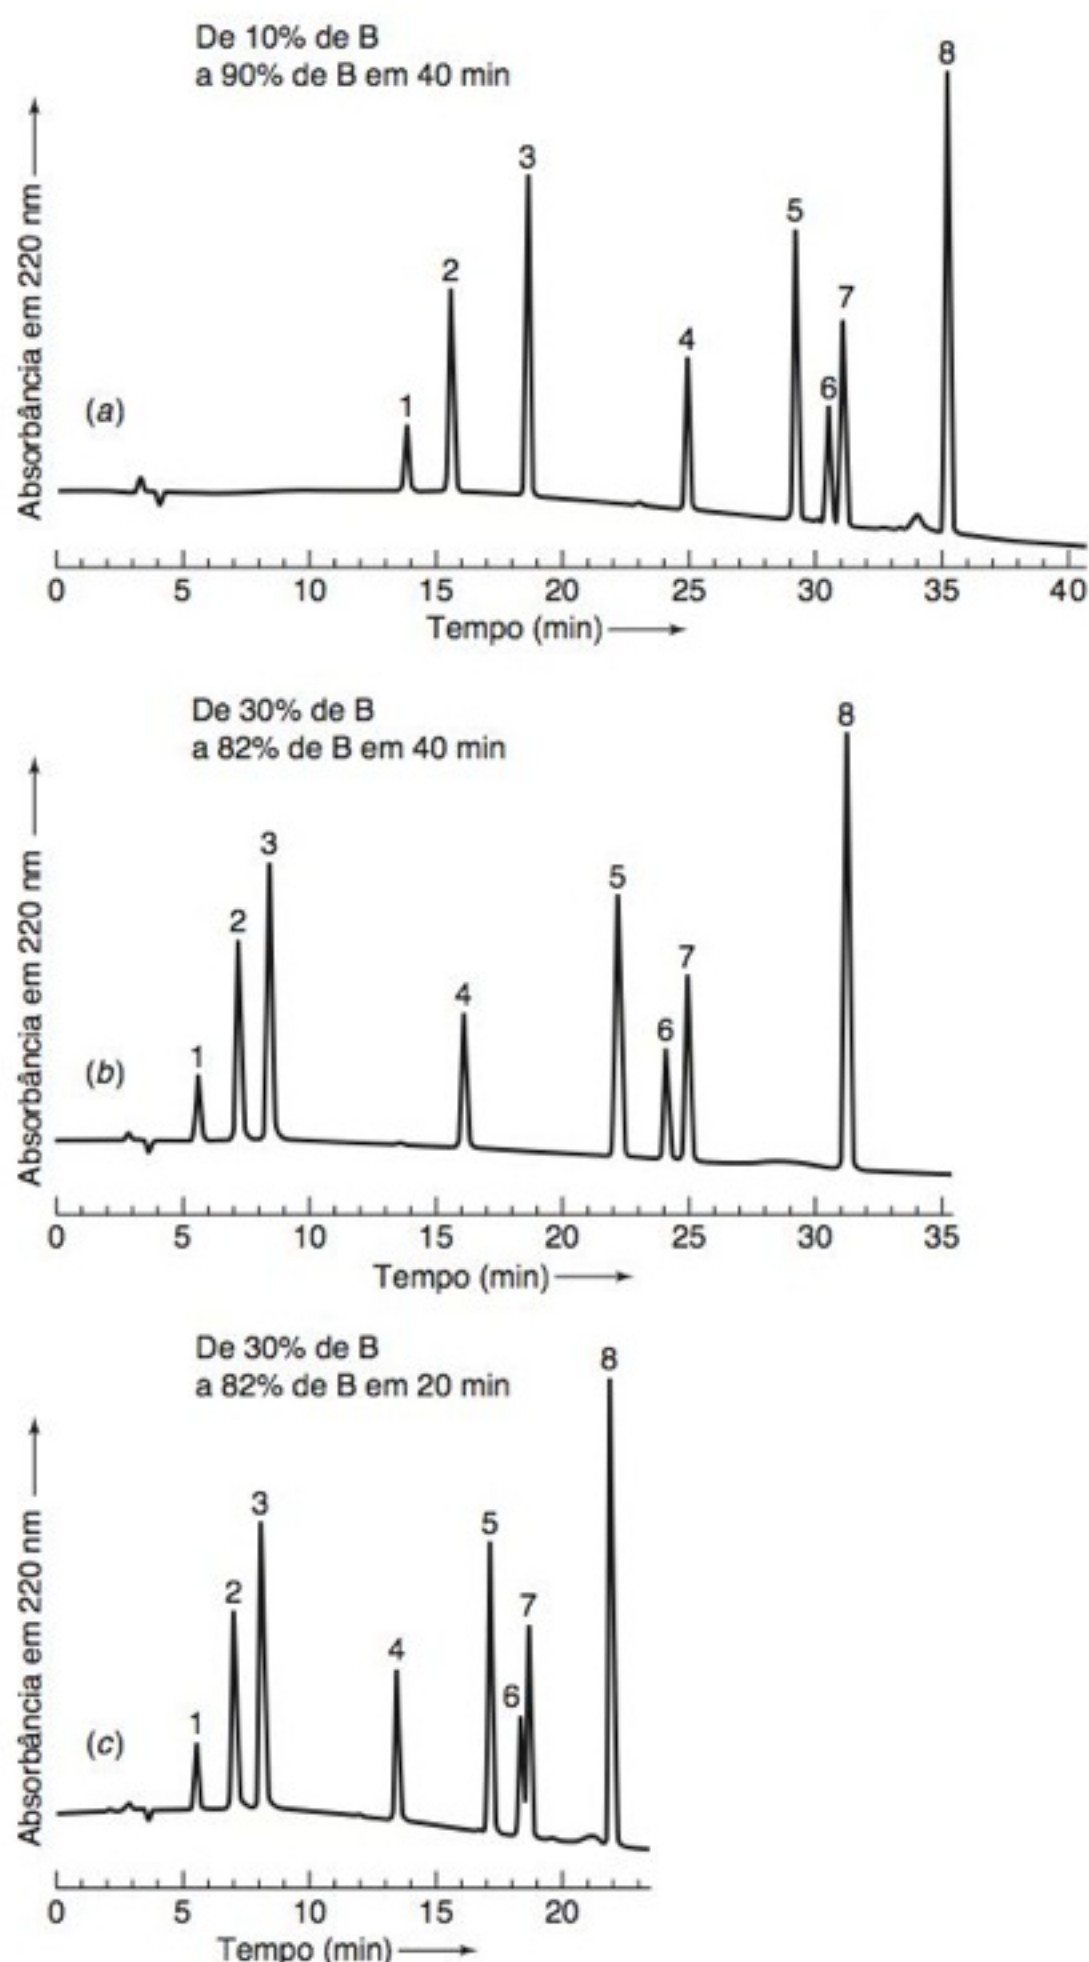 De 10% de B
a 90% de B em 40 min
Absorbância em 220 nm
(a)
1
2
3
4
5
6
7
8
0 5 10 15 20 25 30 35 40
Tempo (min)
De 30% de B
a 82% de B em 40 min
Absorbância em 220 nm
(b)
1
2
3
4
5
6
7
8
0 5 10 15 20 25 30 35
Tempo (min)
De 30% de B
a 82% de B em 20 min
Absorbância em 220 nm
(c)
1
2
3
4
5
6
7
8
0 5 10 15 20
Tempo (min)